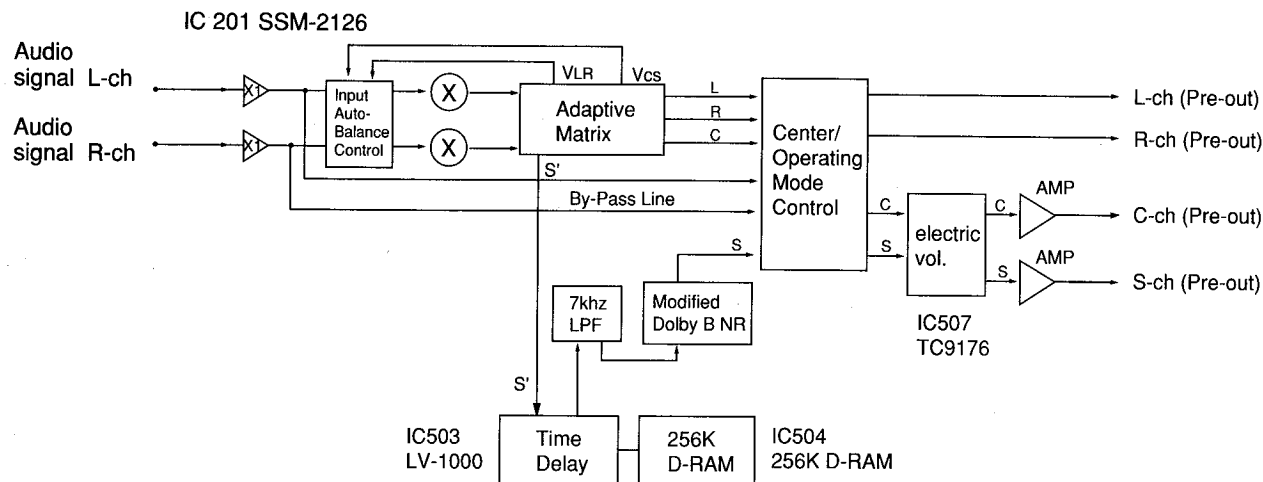 IC 201 SSM-2126
Audio
signal L-ch
Audio
signal R-ch
X1
X1
Input
Auto-
Balance
Control
X
X
VLR
Vcs
Adaptive
Matrix
L
R
C
S'
By-Pass Line
Center/
Operating
Mode
Control
L-ch (Pre-out)
R-ch (Pre-out)
C
S
electric
vol.
C
S
AMP
AMP
C-ch (Pre-out)
S-ch (Pre-out)
IC507
TC9176
S
7khz
LPF
Modified
Dolby B NR
S'
IC503
LV-1000
Time
Delay
256K
D-RAM
IC504
256K D-RAM